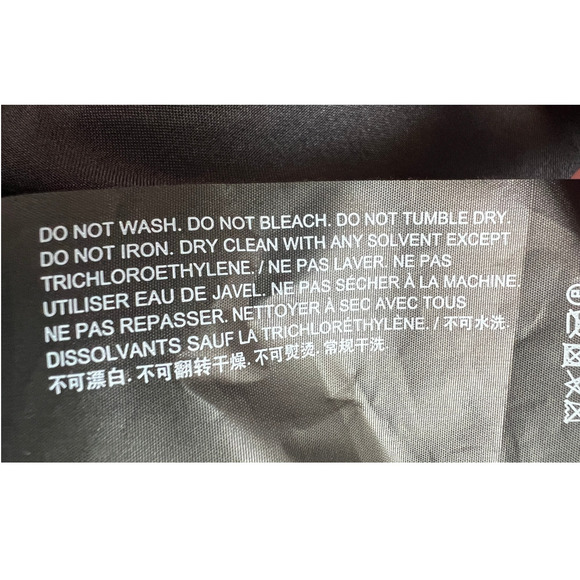 DO NOT WASH. DO NOT BLEACH. DO NOT TUMBLE DRY.
DO NOT IRON. DRY CLEAN WITH ANY SOLVENT EXCEPT
TRICHLOROETHYLENE. / NE PAS LAVER. NE PAS
UTILISER EAU DE JAVEL. NE PAS SÉCHER À LA MACHINE.
NE PAS REPASSER. NETTOYER À SEC AVEC TOUS
DISSOLVANTS SAUF LA TRICHLORÉTHYLÈNE. / 不可水洗.
不可漂白. 不可翻转干燥. 不可熨烫. 常规干洗.